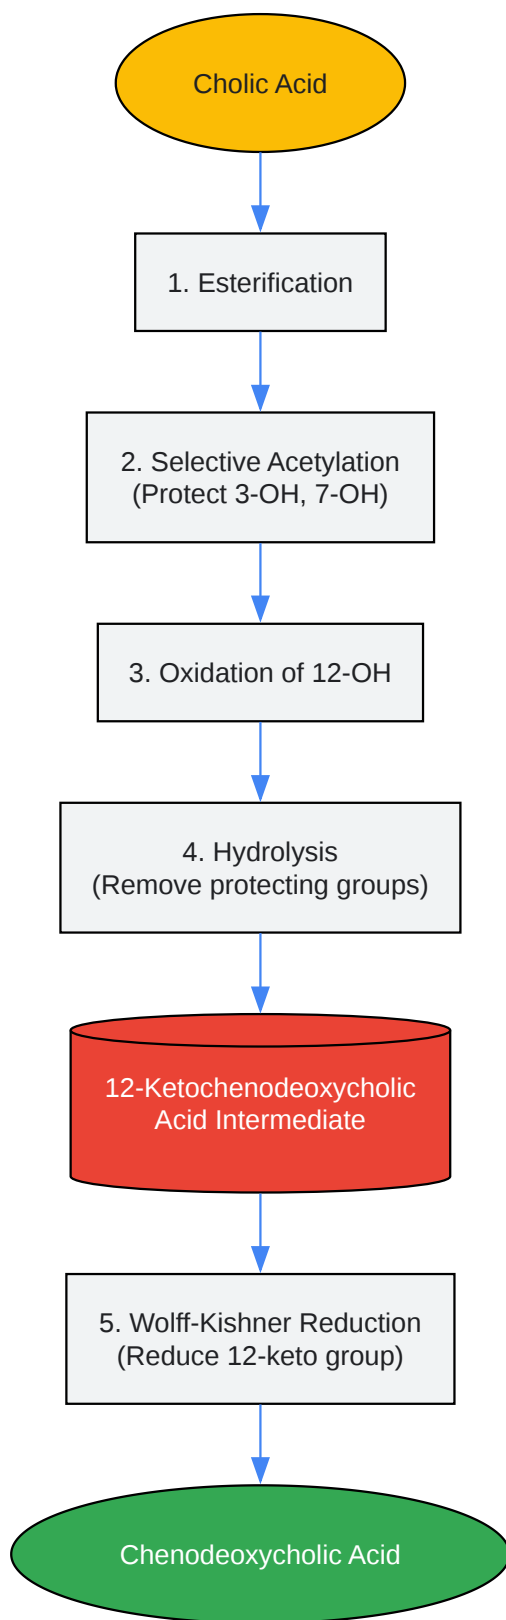 Cholic Acid
1. Esterification
2. Selective Acetylation
(Protect 3-OH, 7-OH)
3. Oxidation of 12-OH
4. Hydrolysis
(Remove protecting groups)
12-Ketochenodeoxycholic
Acid Intermediate
5. Wolff-Kishner Reduction
(Reduce 12-keto group)
Chenodeoxycholic Acid